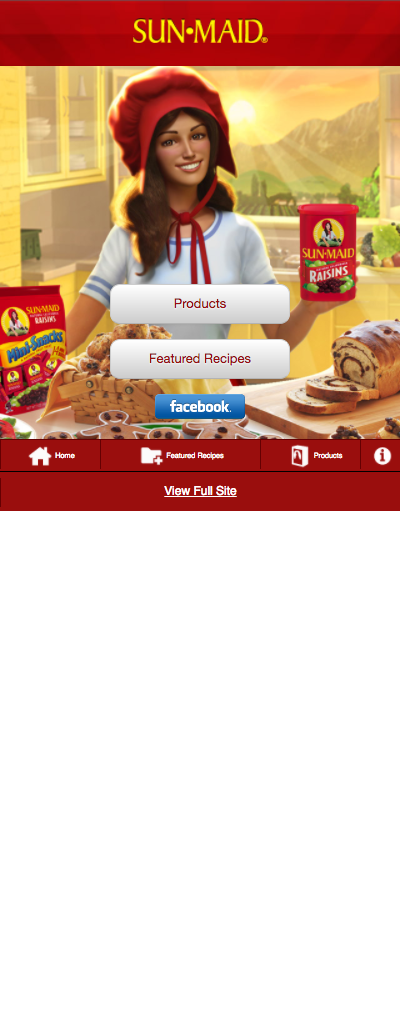 SUN•MAID®
SUN-MAID
RAISINS
SUN-MAID
RAISINS
Mini-Snacks
Products
Featured Recipes
facebook
Home
Featured Recipes
Products
View Full Site